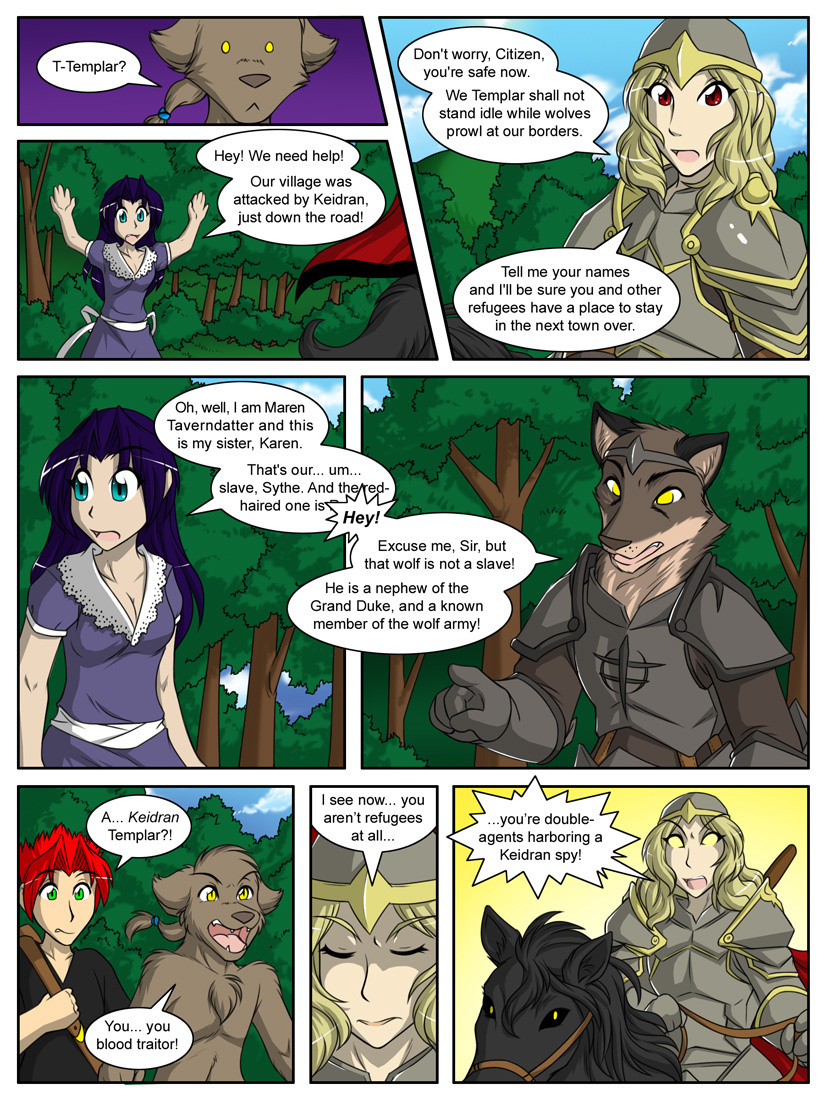 T-Templar?
Don't worry, Citizen,
you're safe now.
We Templar shall not
stand idle while wolves
prowl at our borders.
Hey! We need help!
Our village was
attacked by Keidran,
just down the road!
Tell me your names
and I'll be sure you and other
refugees have a place to stay
in the next town over.
Oh, well, I am Maren
Taverndatter and this
is my sister, Karen.
That's our... um...
slave, Sythe. And the red-
haired one is
Hey!
Excuse me, Sir, but
that wolf is not a slave!
He is a nephew of the
Grand Duke, and a known
member of the wolf army!
A... Keidran
Templar?!
You... you
blood traitor!
I see now... you
aren't refugees
at all...
...you're double-
agents harboring a
Keidran spy!